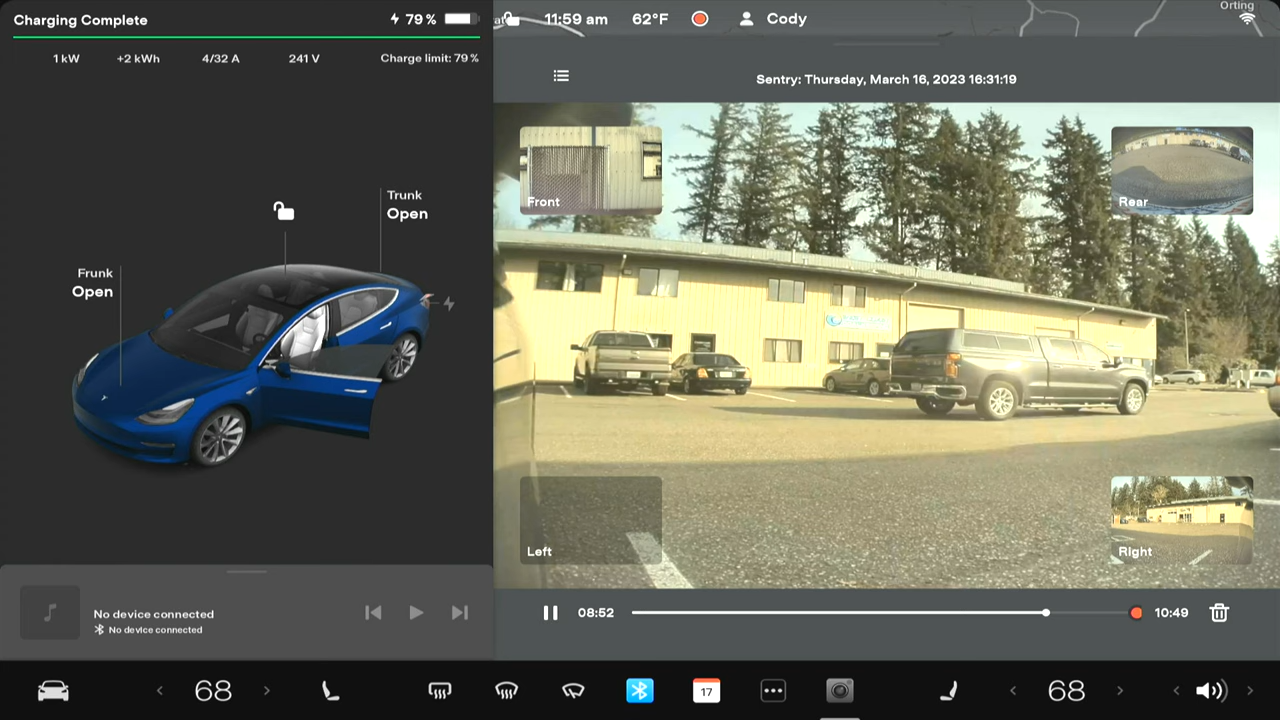 Charging Complete
79 %
11:59 am
62°F
Cody
Orting
1 kW
+2 kWh
4/32 A
241 V
Charge limit: 79 %
Sentry: Thursday, March 16, 2023 16:31:19
Trunk
Open
Frunk
Open
Front
Rear
Left
Right
No device connected
No device connected
08:52
10:49
68
17
68